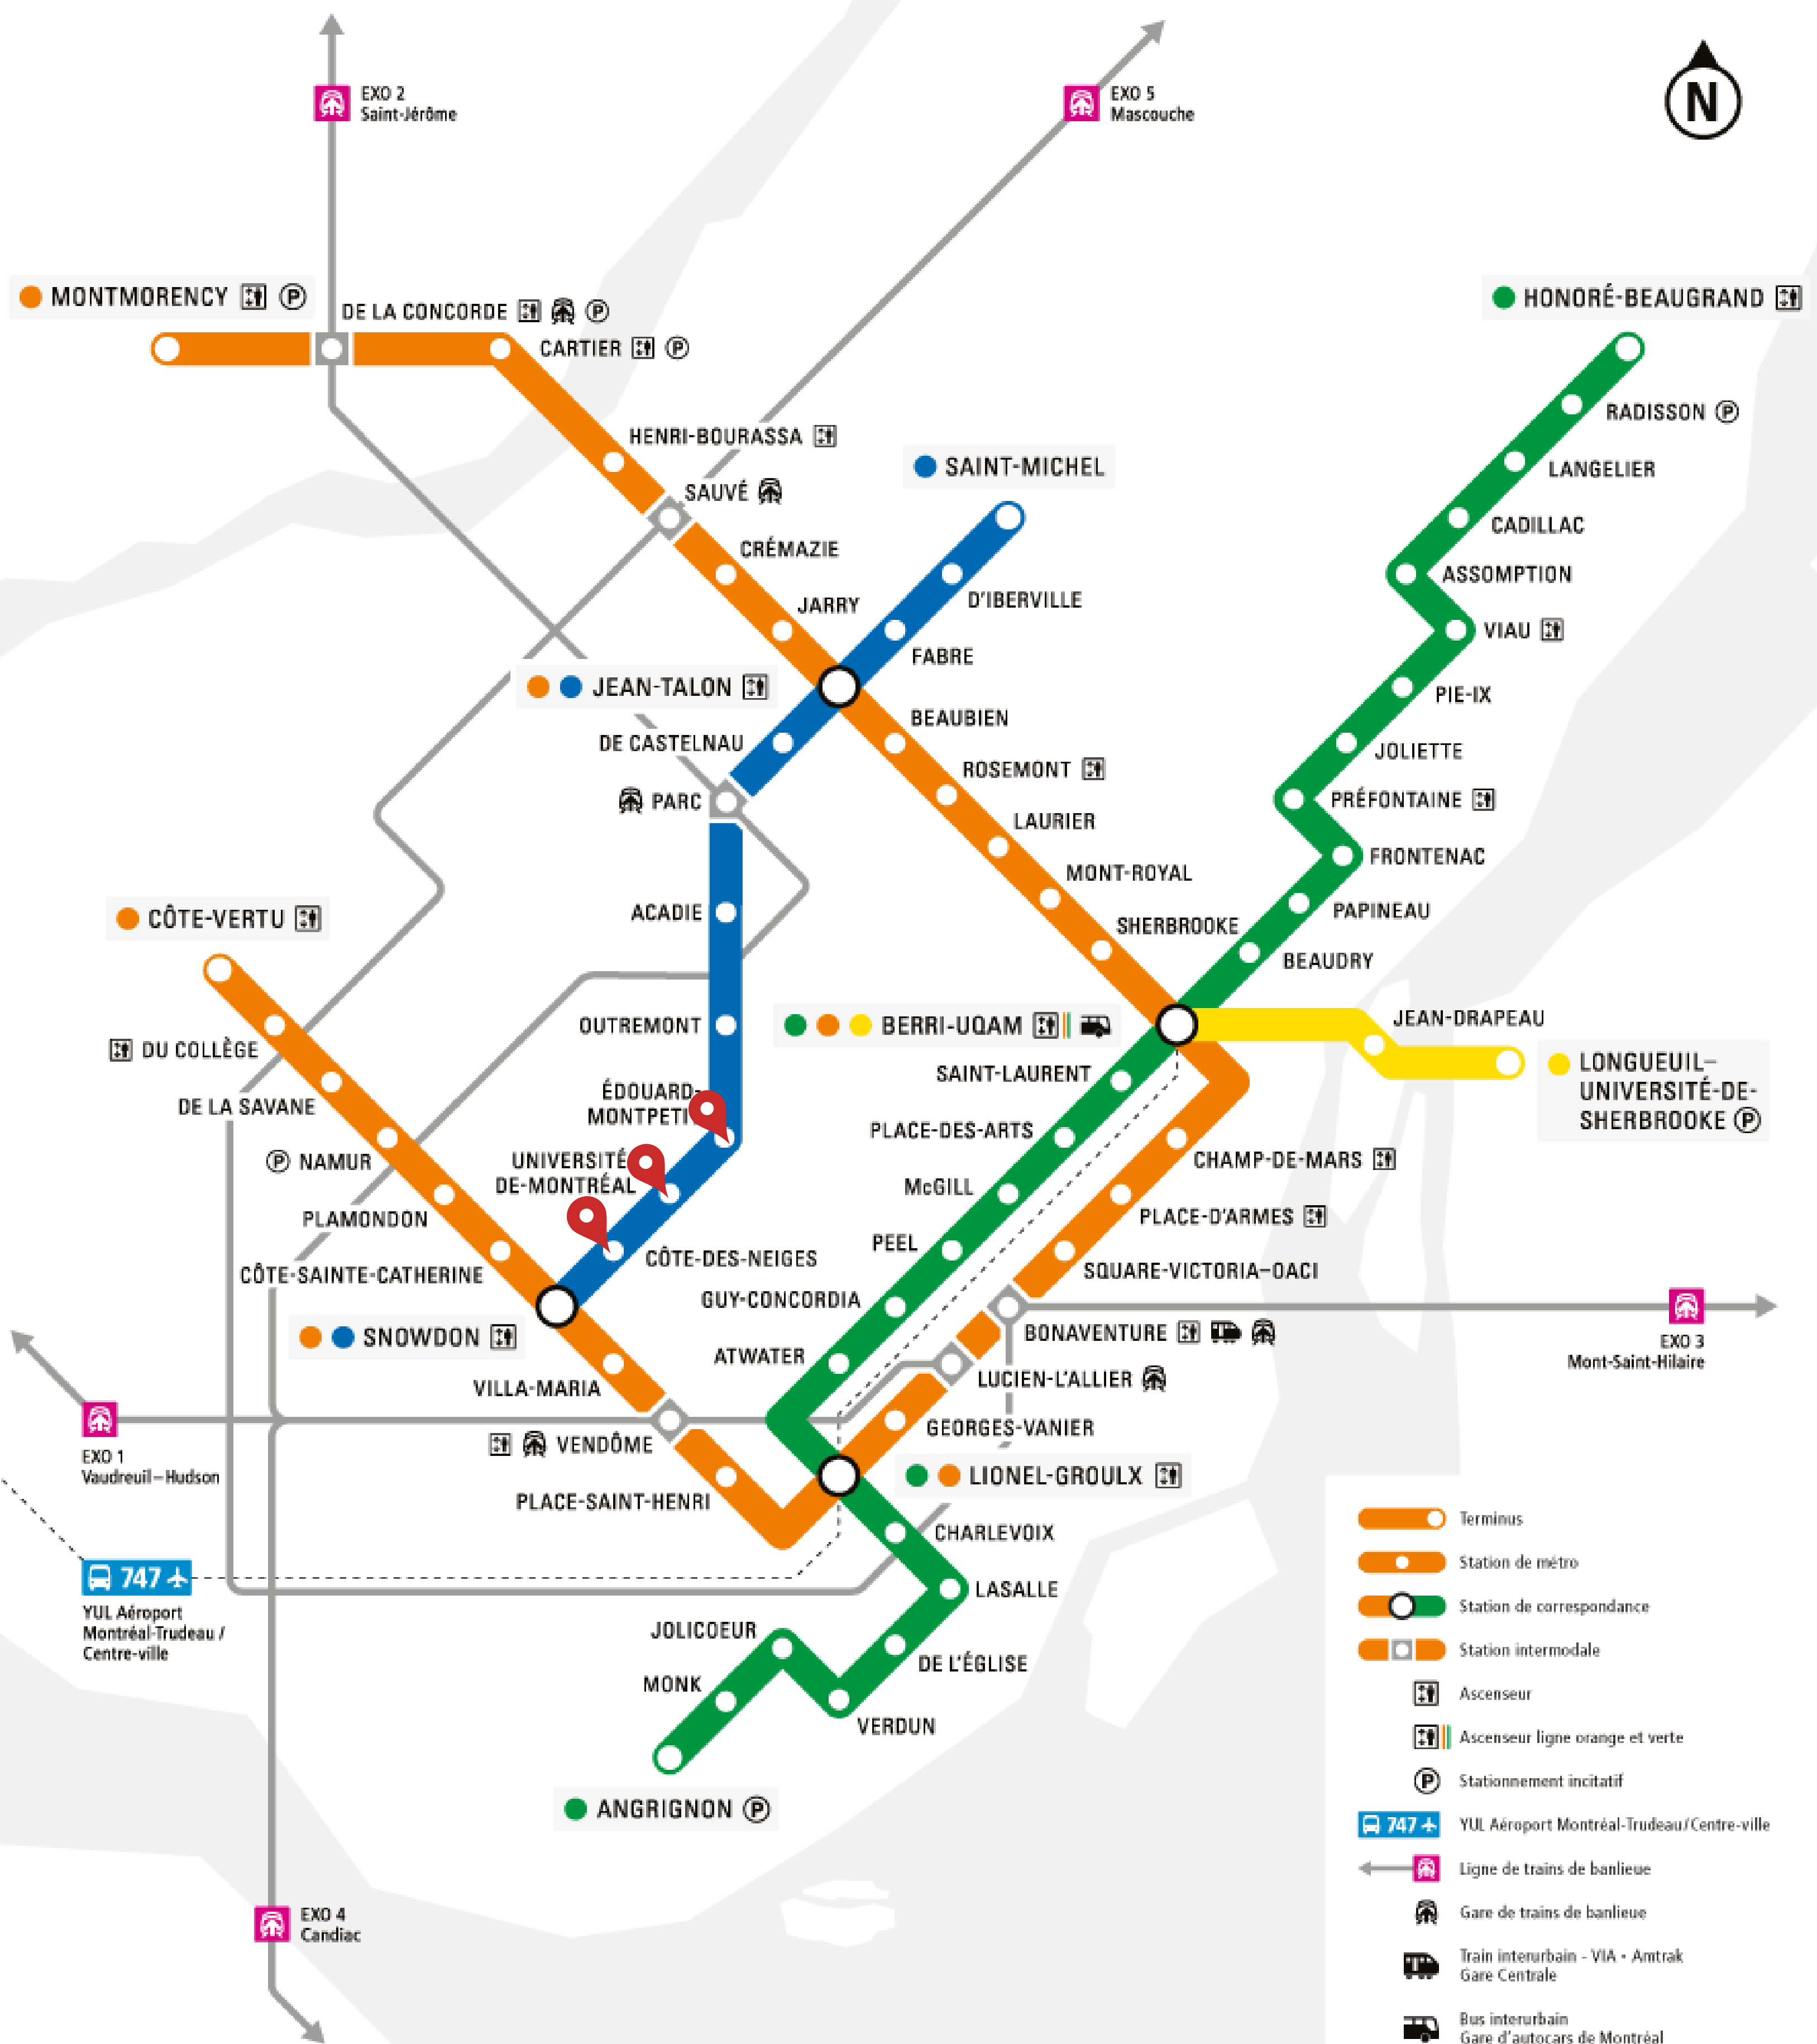 EXO 2
Saint-Jérôme
EXO 5
Mascouche
N
MONTMORENCY P
DE LA CONCORDE P
CARTIER P
HONORÉ-BEAUGRAND
RADISSON P
HENRI-BOURASSA
LANGELIER
SAINT-MICHEL
SAUVÉ
CADILLAC
CRÉMAZIE
ASSOMPTION
D'IBERVILLE
JARRY
VIAU
FABRE
JEAN-TALON
PIE-IX
BEAUBIEN
DE CASTELNAU
JOLIETTE
ROSEMONT
PARC
PRÉFONTAINE
LAURIER
FRONTENAC
MONT-ROYAL
ACADIE
PAPINEAU
CÔTE-VERTU
SHERBROOKE
BEAUDRY
JEAN-DRAPEAU
OUTREMONT
BERRI-UQAM
DU COLLÈGE
LONGUEUIL–
UNIVERSITÉ-DE-
SHERBROOKE P
SAINT-LAURENT
DE LA SAVANE
ÉDOUARD-
PLACE-DES-ARTS
P NAMUR
UNIVERSITÉ
DE-MONTRÉAL
CHAMP-DE-MARS
McGILL
PLAMONDON
PLACE-D'ARMES
PEEL
CÔTE-DES-NEIGES
CÔTE-SAINTE-CATHERINE
SQUARE-VICTORIA–OACI
GUY-CONCORDIA
SNOWDON
BONAVENTURE
EXO 3
Mont-Saint-Hilaire
ATWATER
LUCIEN-L'ALLIER
VILLA-MARIA
GEORGES-VANIER
VENDÔME
EXO 1
Vaudreuil–Hudson
LIONEL-GROULX
PLACE-SAINT-HENRI
CHARLEVOIX
747
YUL Aéroport
Montréal-Trudeau /
Centre-ville
LASALLE
JOLICOEUR
DE L'ÉGLISE
MONK
VERDUN
ANGRIGNON P
EXO 4
Candiac
Terminus
Station de métro
Station de correspondance
Station intermodale
Ascenseur
Ascenseur ligne orange et verte
P Stationnement incitatif
747 YUL Aéroport Montréal-Trudeau/Centre-ville
Ligne de trains de banlieue
Gare de trains de banlieue
Train interurbain - VIA • Amtrak
Gare Centrale
Bus interurbain
Gare d'autocars de Montréal